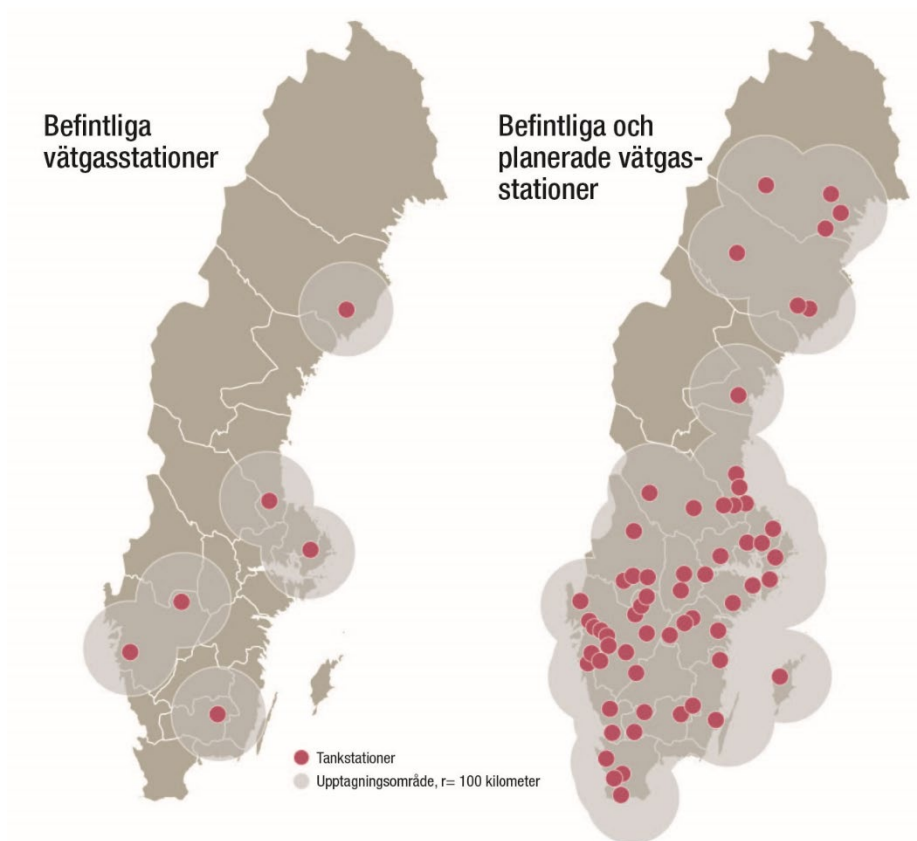 Befintliga
vätgasstationer
Befintliga och
planerade vätgas-
stationer
Tankstationer
Upptagningsområde, r= 100 kilometer